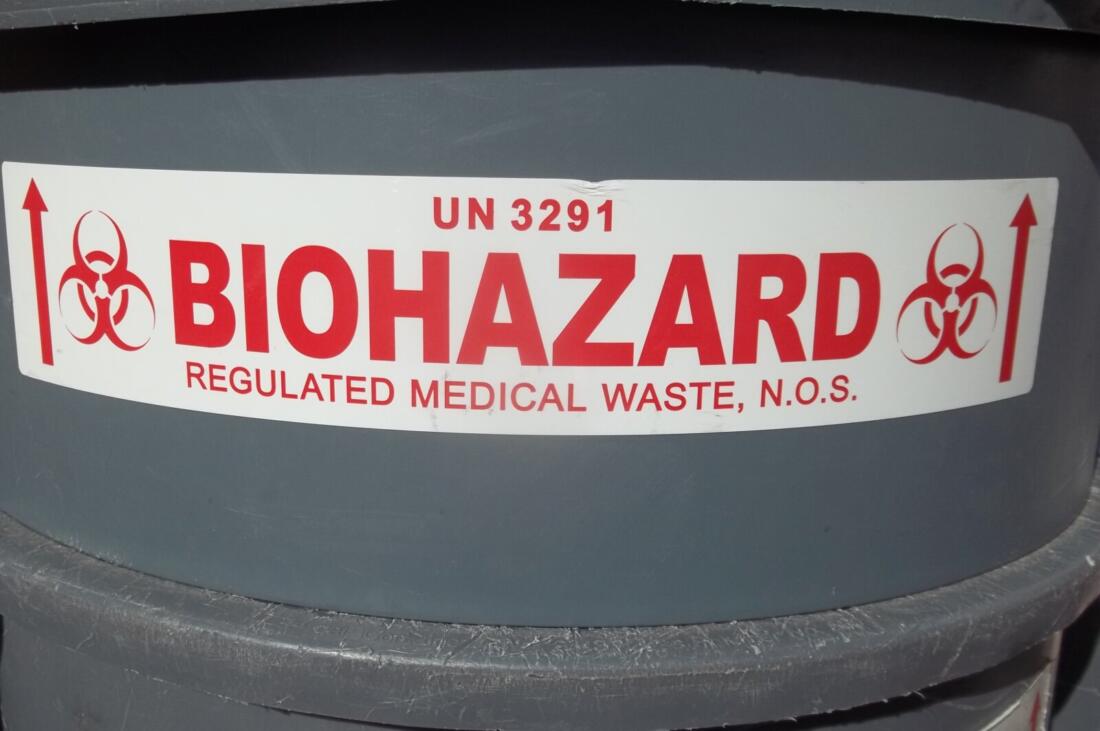 UN 3291
BIOHAZARD
REGULATED MEDICAL WASTE, N.O.S.